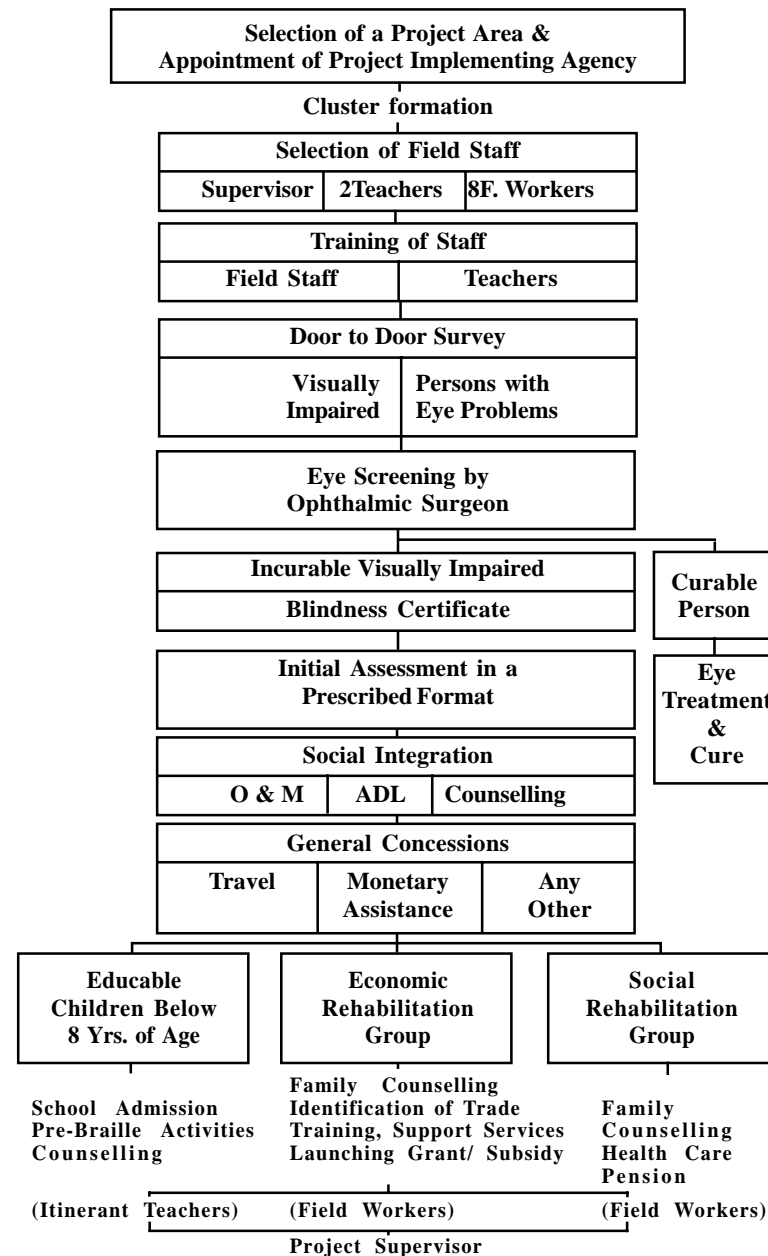 Selection of a Project Area &
Appointment of Project Implementing Agency
Cluster formation
Selection of Field Staff
Supervisor
2Teachers
8F. Workers
Training of Staff
Field Staff
Teachers
Door to Door Survey
Visually
Impaired
Persons with
Eye Problems
Eye Screening by
Ophthalmic Surgeon
Incurable Visually Impaired
Blindness Certificate
Curable
Person
Initial Assessment in a
Prescribed Format
Eye
Treatment
&
Cure
Social Integration
O & M
ADL
Counselling
General Concessions
Travel
Monetary
Assistance
Any
Other
Educable
Children Below
8 Yrs. of Age
Economic
Rehabilitation
Group
Social
Rehabilitation
Group
School Admission
Pre-Braille Activities
Counselling
Family Counselling
Identification of Trade
Training, Support Services
Launching Grant/ Subsidy
Family
Counselling
Health Care
Pension
(Itinerant Teachers)
(Field Workers)
(Field Workers)
Project Supervisor